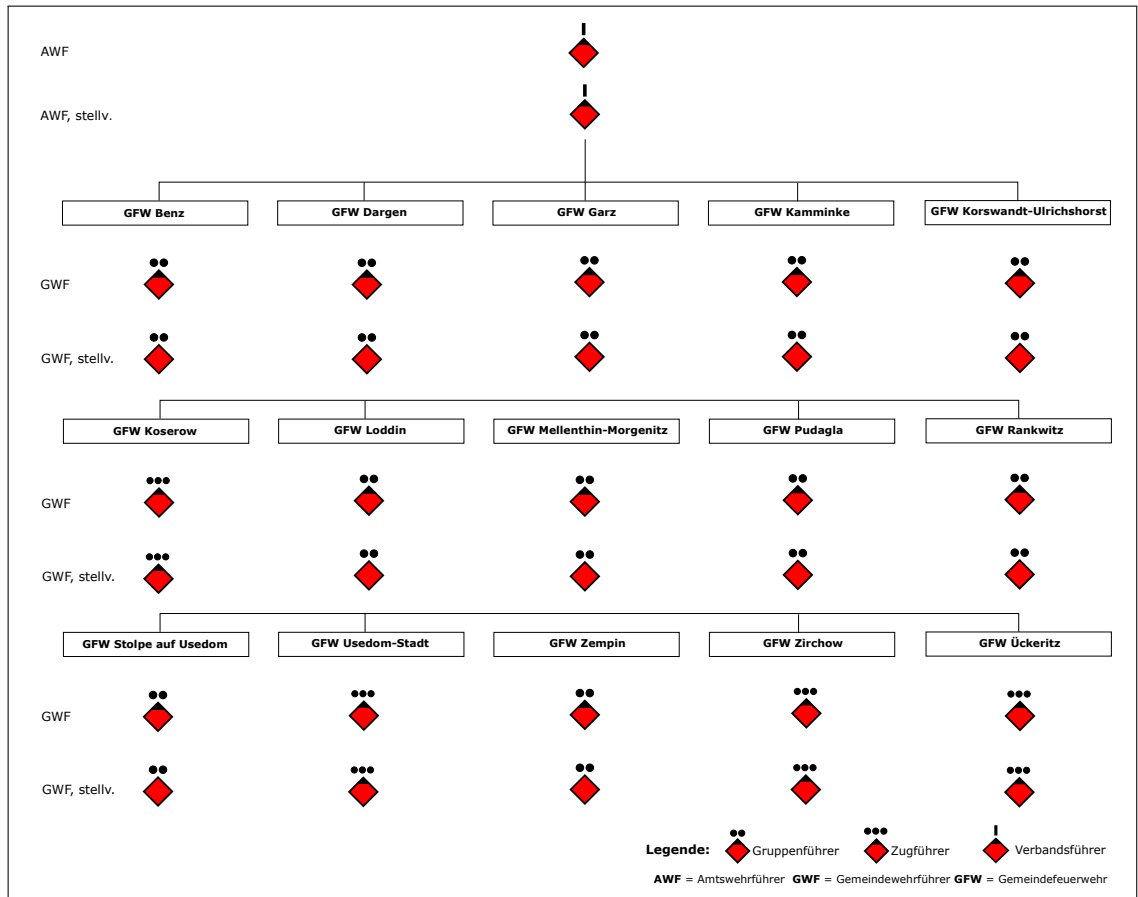 AWF
AWF, stellv.
GFW Benz GFW Dargen GFW Garz GFW Kamminke GFW Korswandt-Ulrichshorst
GWF
GWF, stellv.
GFW Koserow GFW Loddin GFW Mellenthin-Morgenitz GFW Pudagla GFW Rankwitz
GWF
GWF, stellv.
GFW Stolpe auf Usedom GFW Usedom-Stadt GFW Zempin GFW Zirchow GFW Ückeritz
GWF
GWF, stellv.
Legende: Gruppenführer Zugführer Verbandsführer
AWF = Amtswehrführer GWF = Gemeindewehrführer GFW = Gemeindefeuerwehr